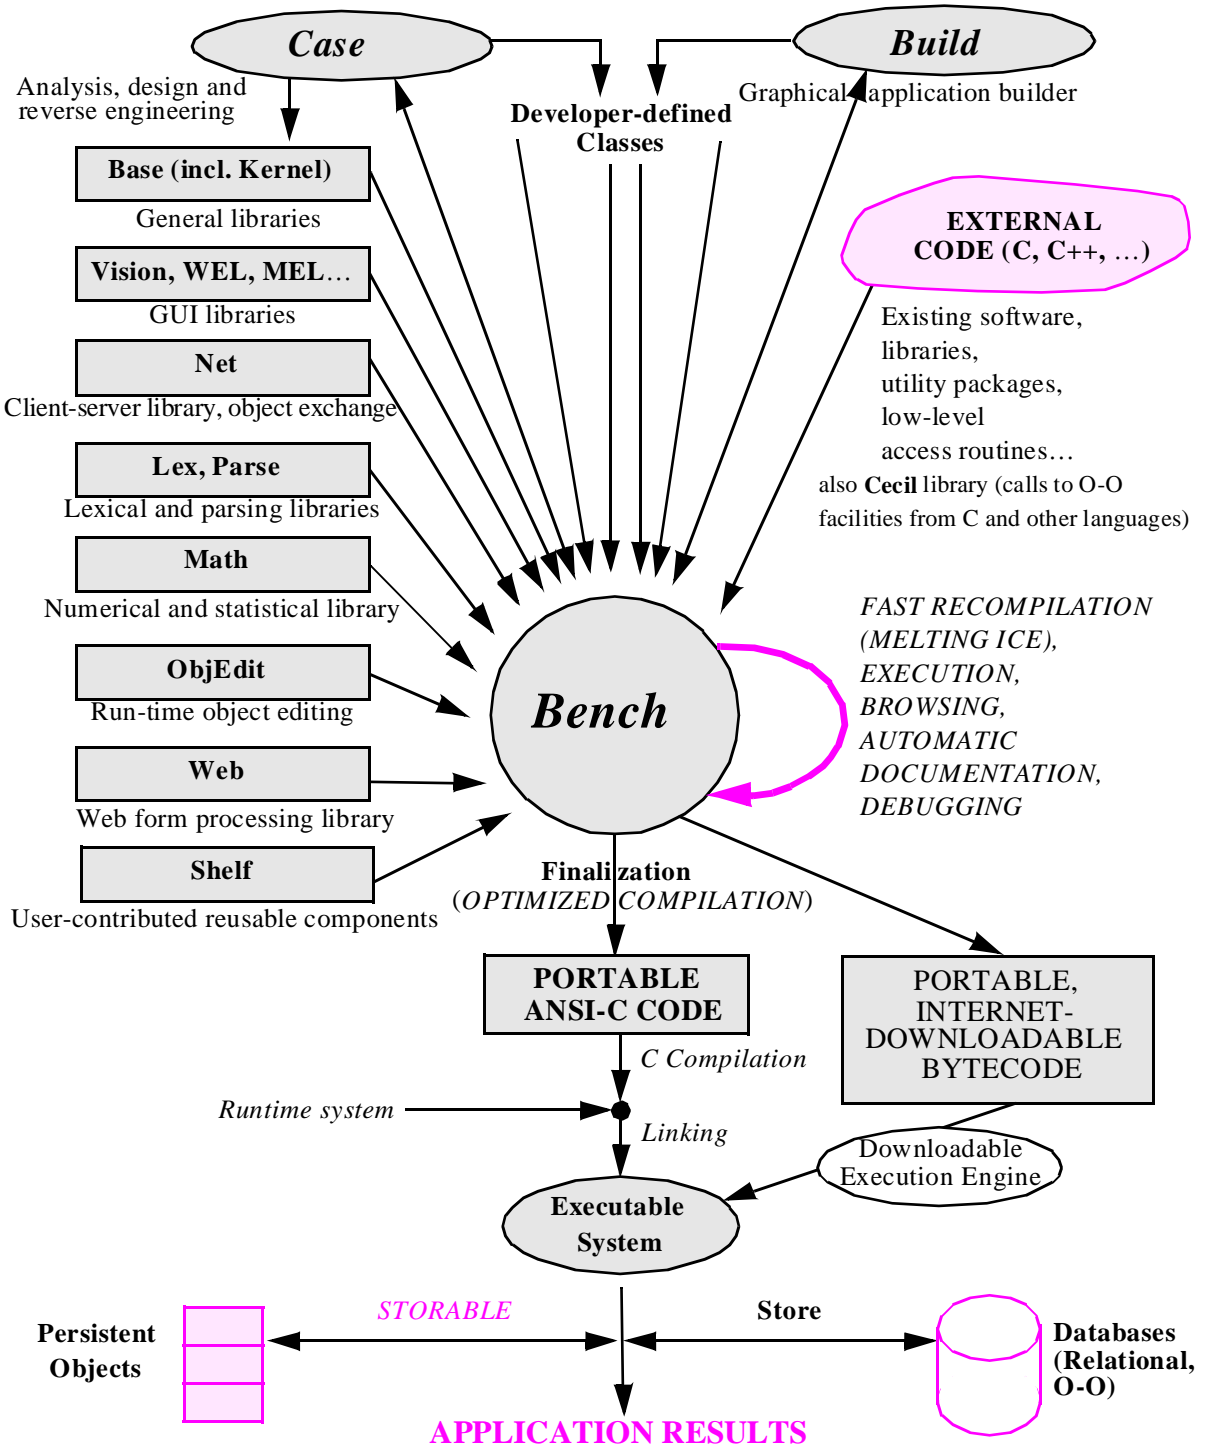 Case
Build
Analysis, design and
reverse engineering
Graphical application builder
Developer-defined
Classes
Base (incl. Kernel)
General libraries
EXTERNAL
CODE (C, C++, …)
Vision, WEL, MEL…
GUI libraries
Existing software,
libraries,
utility packages,
low-level
access routines…
also Cecil library (calls to O-O
facilities from C and other languages)
Net
Client-server library, object exchange
Lex, Parse
Lexical and parsing libraries
Math
Numerical and statistical library
FAST RECOMPILATION
(MELTING ICE),
EXECUTION,
BROWSING,
AUTOMATIC
DOCUMENTATION,
DEBUGGING
ObjEdit
Run-time object editing
Bench
Web
Web form processing library
Shelf
User-contributed reusable components
Finalization
(OPTIMIZED COMPILATION)
PORTABLE
ANSI-C CODE
PORTABLE,
INTERNET-
DOWNLOADABLE
BYTECODE
C Compilation
Runtime system
Linking
Downloadable
Execution Engine
Executable
System
STORABLE
Store
Persistent
Objects
Databases
(Relational,
O-O)
APPLICATION RESULTS